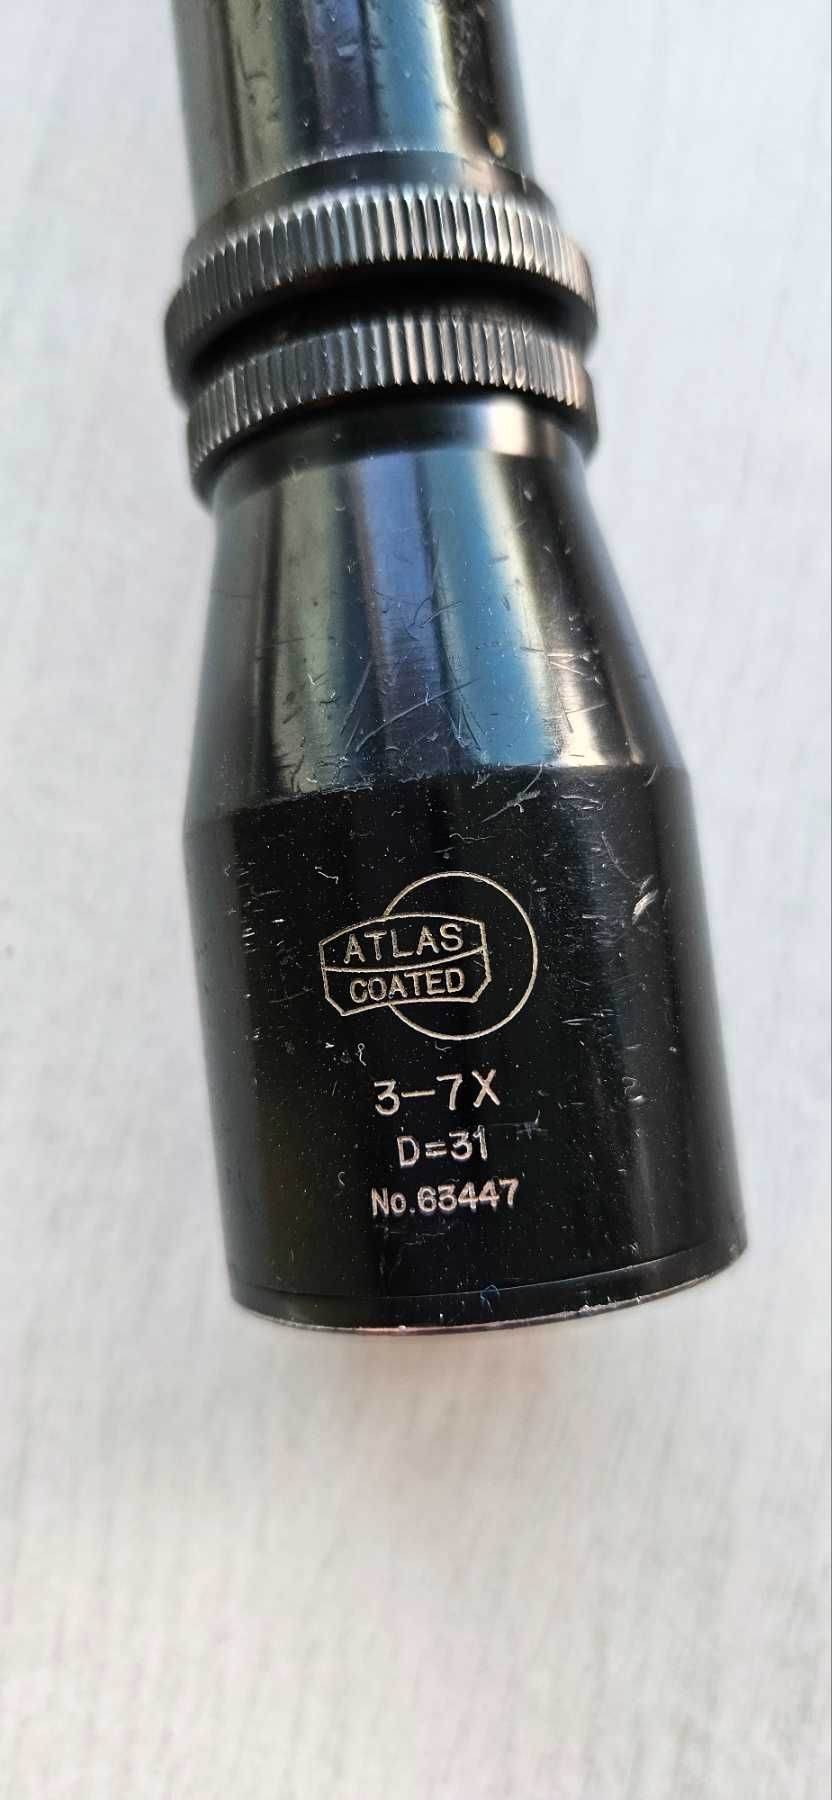 ATLAS
COATED
3-7X
D=31
No.63447